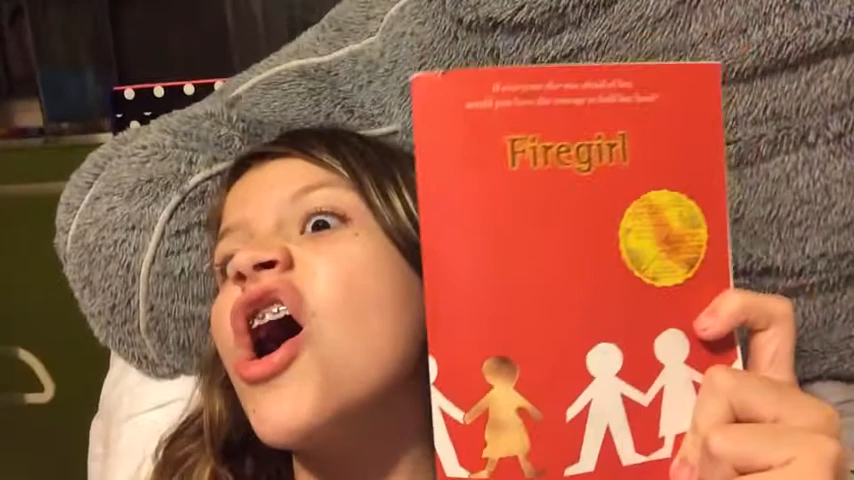 If everyone else was afraid of her,
would you have the courage to hold her hand?
Firegirl